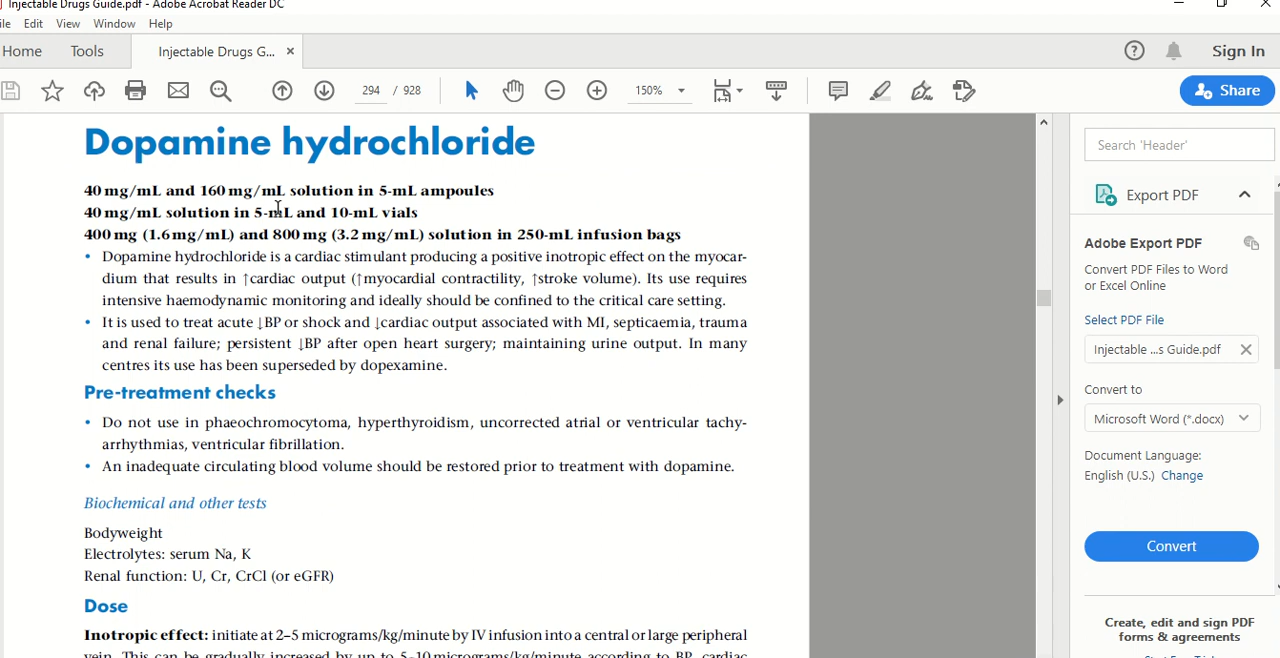 Injectable Drugs Guide.pdf - Adobe Acrobat Reader DC
Edit View Window Help
Home Tools Injectable Drugs G... ×
Sign In
294 / 928 150% Share
Dopamine hydrochloride
40 mg/mL and 160 mg/mL solution in 5-mL ampoules
40 mg/mL solution in 5-mL and 10-mL vials
400 mg (1.6 mg/mL) and 800 mg (3.2 mg/mL) solution in 250-mL infusion bags
• Dopamine hydrochloride is a cardiac stimulant producing a positive inotropic effect on the myocar-
dium that results in ↑cardiac output (↑myocardial contractility, ↑stroke volume). Its use requires
intensive haemodynamic monitoring and ideally should be confined to the critical care setting.
• It is used to treat acute ↓BP or shock and ↓cardiac output associated with MI, septicaemia, trauma
and renal failure; persistent ↓BP after open heart surgery; maintaining urine output. In many
centres its use has been superseded by dopexamine.
Pre-treatment checks
• Do not use in phaeochromocytoma, hyperthyroidism, uncorrected atrial or ventricular tachy-
arrhythmias, ventricular fibrillation.
• An inadequate circulating blood volume should be restored prior to treatment with dopamine.
Biochemical and other tests
Bodyweight
Electrolytes: serum Na, K
Renal function: U, Cr, CrCl (or eGFR)
Dose
Inotropic effect: initiate at 2–5 micrograms/kg/minute by IV infusion into a central or large peripheral
vein. This can be gradually increased by up to 5–10 micrograms/kg/minute according to BP, cardiac
Search 'Header'
Export PDF
Adobe Export PDF
Convert PDF Files to Word
or Excel Online
Select PDF File
Injectable ...s Guide.pdf
Convert to
Microsoft Word (*.docx)
Document Language:
English (U.S.) Change
Convert
Create, edit and sign PDF
forms & agreements